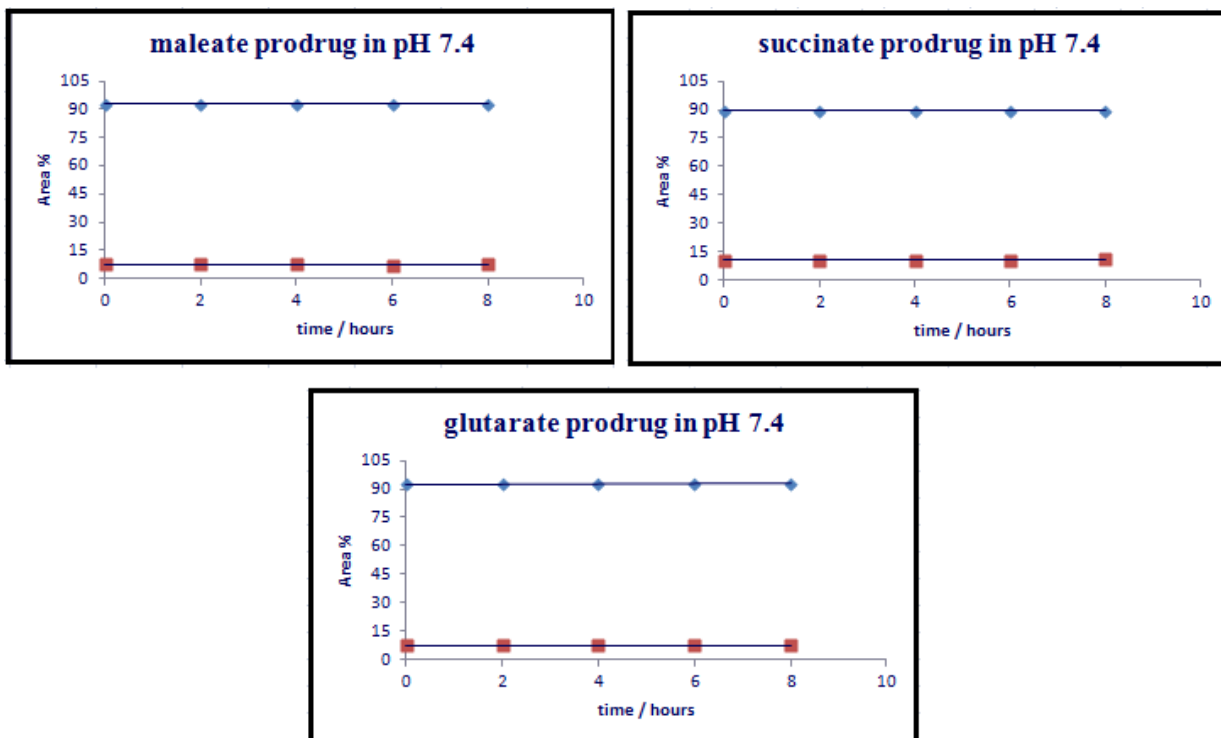 maleate prodrug in pH 7.4
105
90
75
60
45
30
15
0
Area %
0 2 4 6 8 10
time / hours
succinate prodrug in pH 7.4
105
90
75
60
45
30
15
0
Area %
0 2 4 6 8 10
time / hours
glutarate prodrug in pH 7.4
105
90
75
60
45
30
15
0
Area %
0 2 4 6 8 10
time / hours